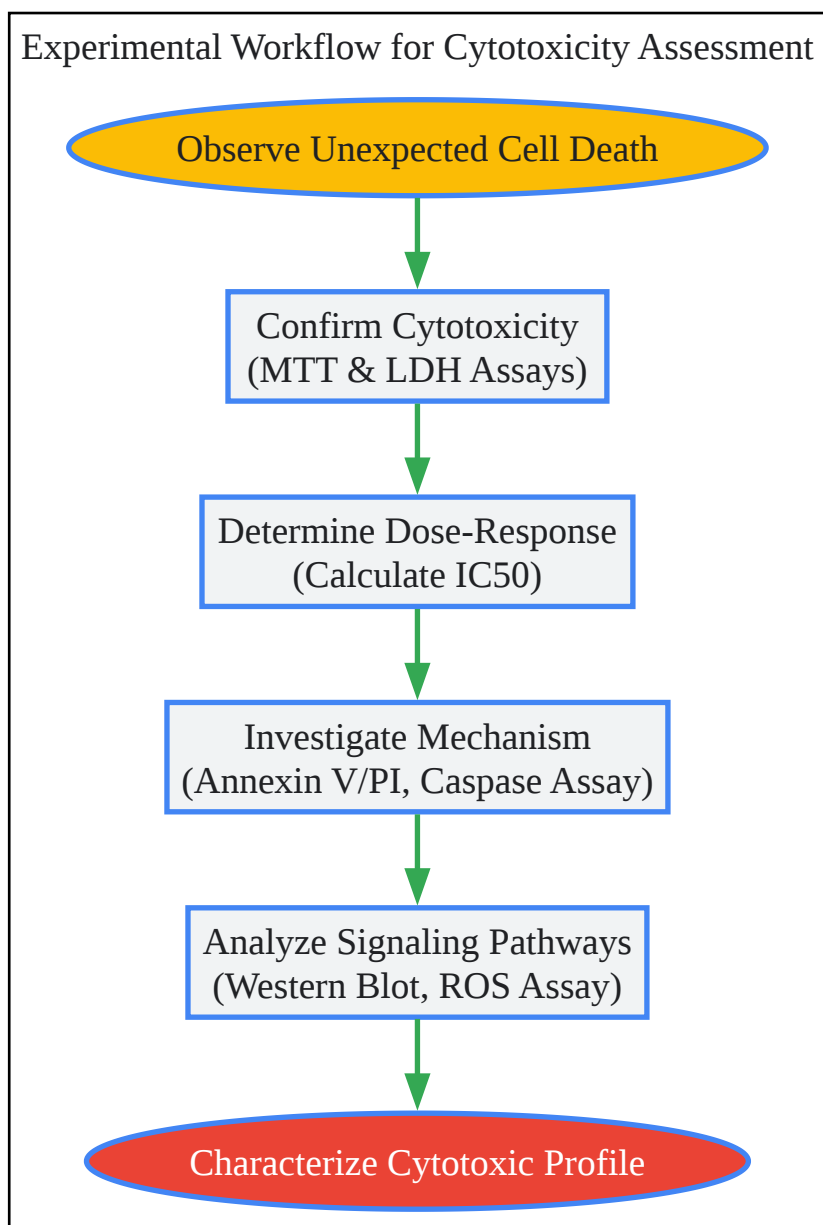 Experimental Workflow for Cytotoxicity Assessment
Observe Unexpected Cell Death
Confirm Cytotoxicity
(MTT & LDH Assays)
Determine Dose-Response
(Calculate IC50)
Investigate Mechanism
(Annexin V/PI, Caspase Assay)
Analyze Signaling Pathways
(Western Blot, ROS Assay)
Characterize Cytotoxic Profile